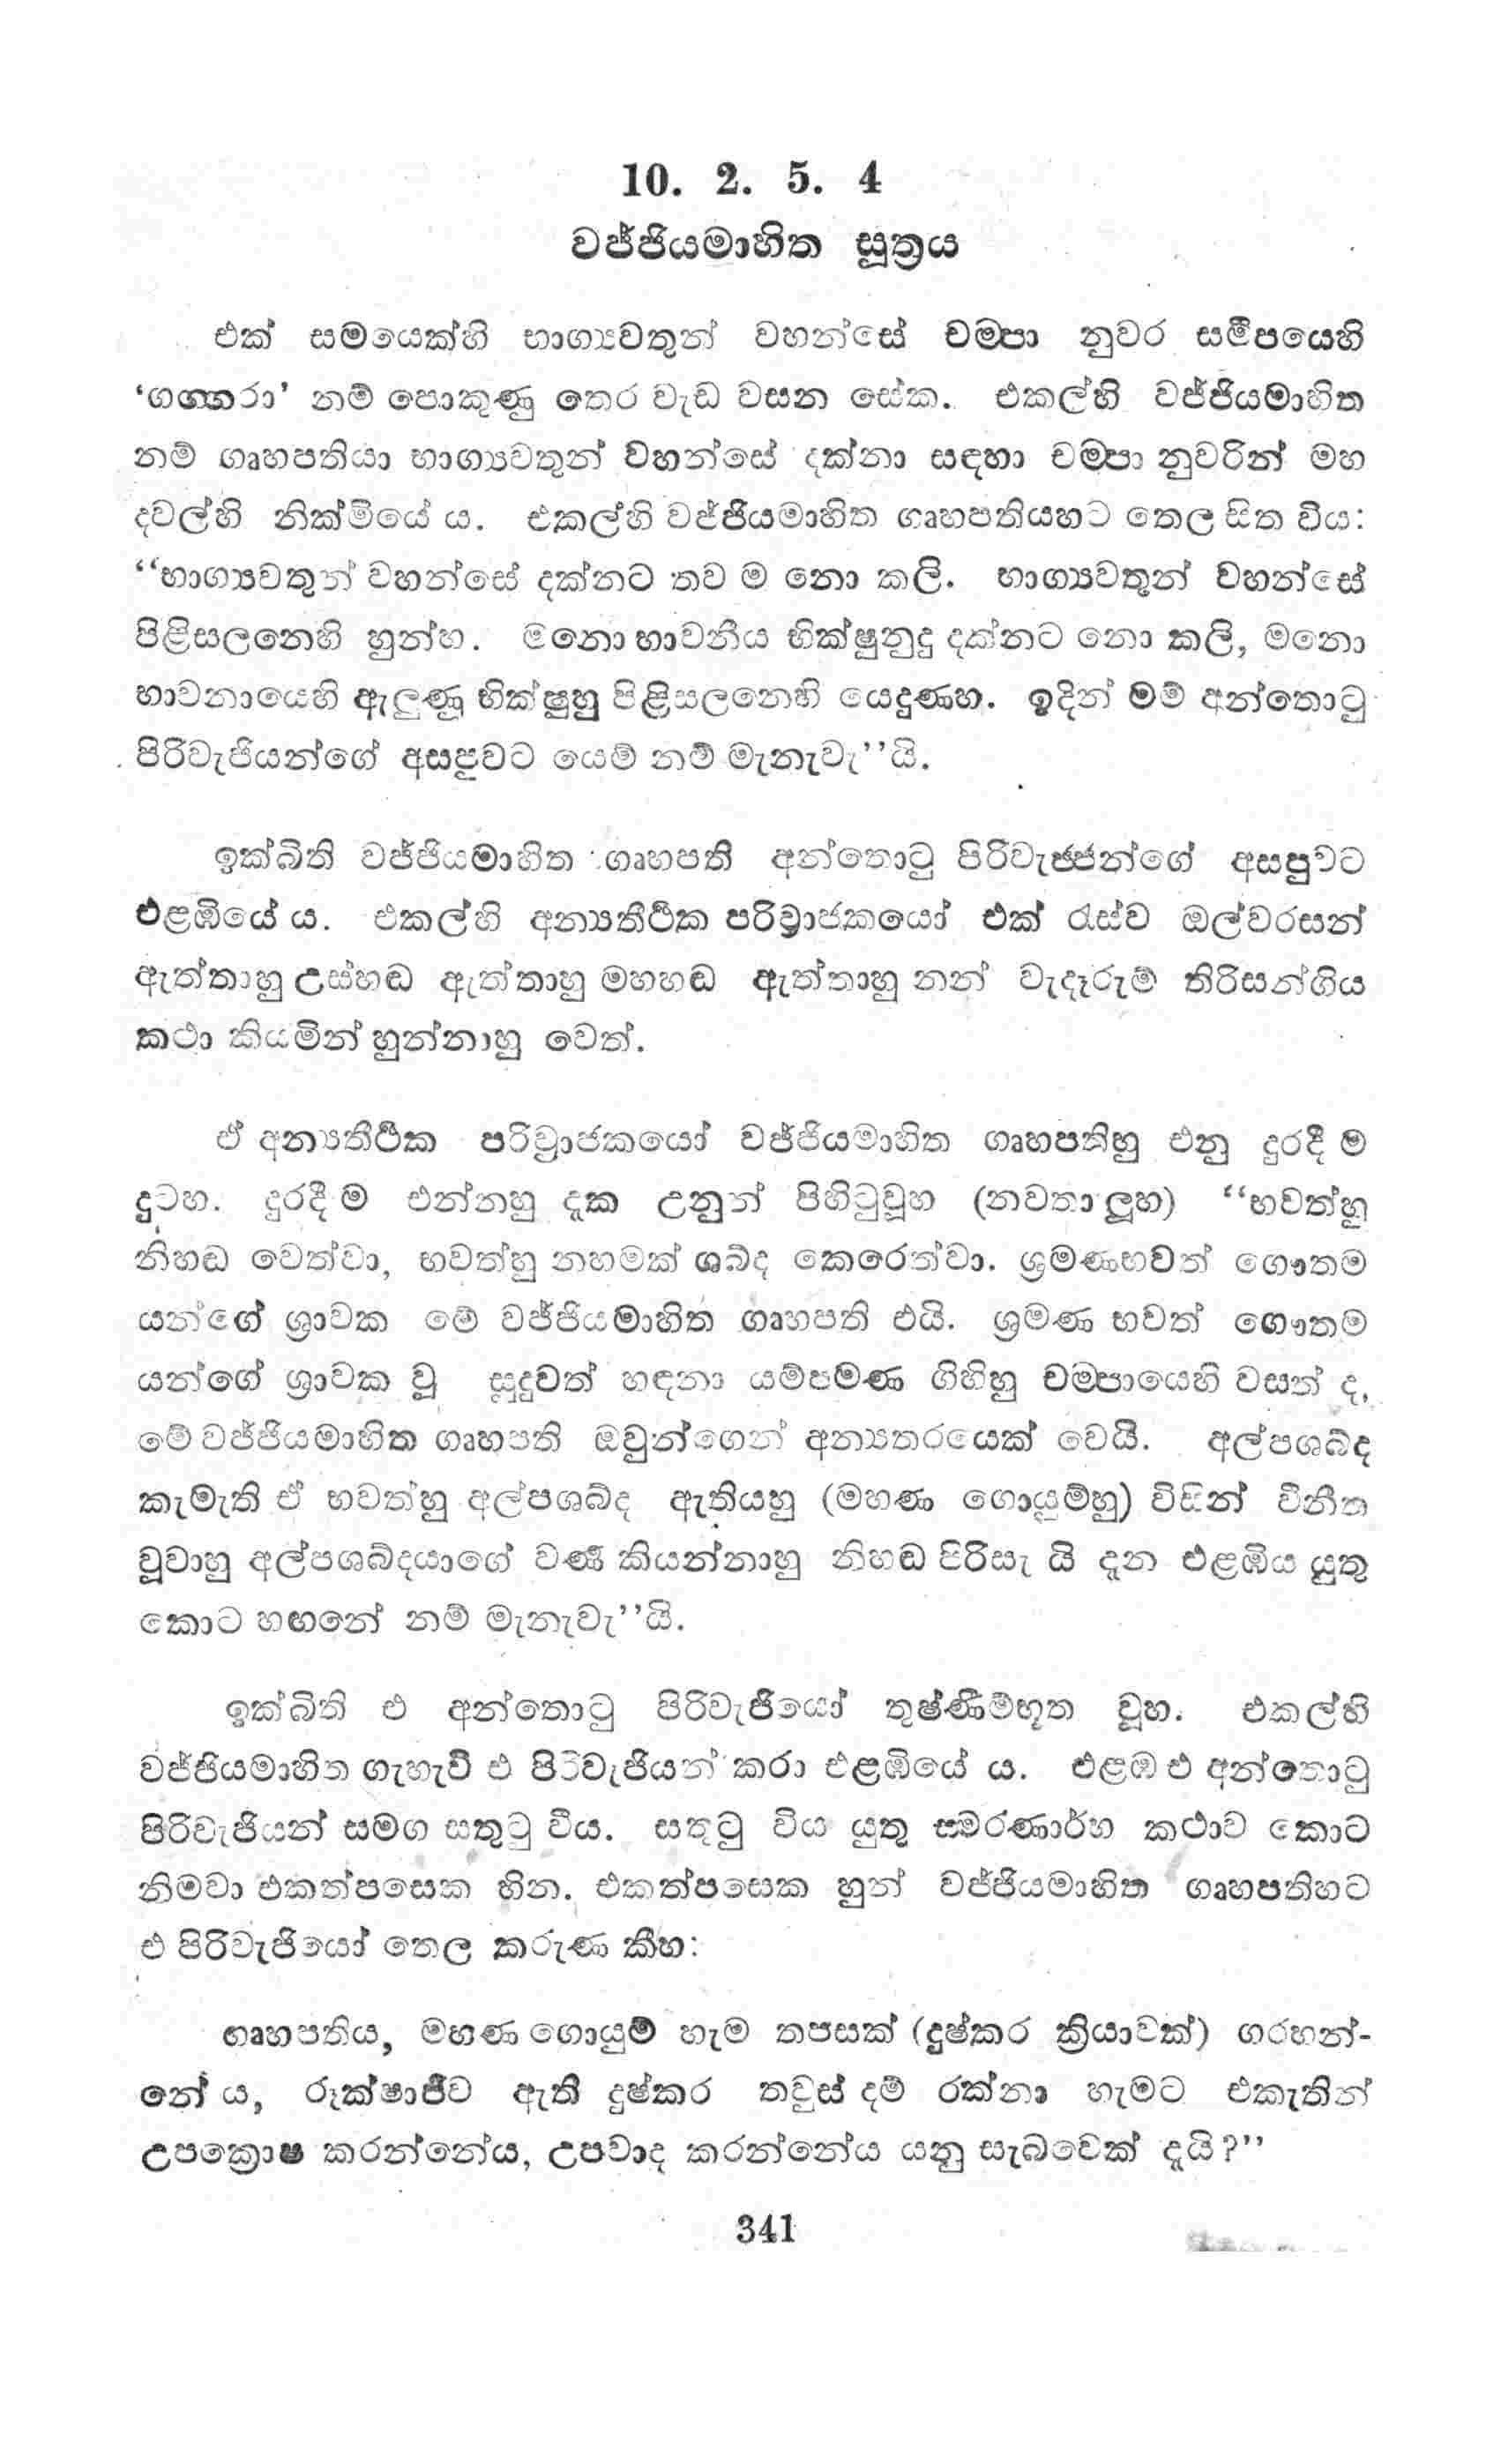 10. 2. 5. 4
වජ්ජියමාහිත සූත්‍රය
එක් සමයෙක්හි භාග්‍යවතුන් වහන්සේ චම්පා නුවර සමීපයෙහි
‘ගග්ගරා’ නම් පොකුණු තෙර වැඩ වසන සේක. එකල්හි වජ්ජියමාහිත
නම් ගෘහපතියා භාග්‍යවතුන් වහන්සේ දක්නා සඳහා චම්පා නුවරින් මහ
දවල්හි නික්මියේ ය. එකල්හි වජ්ජියමාහිත ගෘහපතියහට තෙල සිත විය:
“භාග්‍යවතුන් වහන්සේ දක්නට තව ම නො කලි. භාග්‍යවතුන් වහන්සේ
පිළිසලනෙහි හුන්හ. මනොභාවනීය භික්ෂුනුදු දක්නට නො කලි, මනො
භාවනායෙහි ඇලුණු භික්ෂුහු පිළිසලනෙහි යෙදුණහ. ඉදින් මම් අන්තොටු
පිරිවැජියන්ගේ අසපුවට යෙම් නම් මැනැවැ”යි.
ඉක්බිති වජ්ජියමාහිත ගෘහපති අන්තොටු පිරිවැජ්ජන්ගේ අසපුවට
එළඹියේ ය. එකල්හි අන්‍යතීර්ථක පරිව්‍රාජකයෝ එක් රැස්ව ඔල්වරසන්
ඇත්තාහු උස්හඬ ඇත්තාහු මහහඬ ඇත්තාහු නන් වැදෑරුම් තිරිසන්ගිය
කථා කියමින් හුන්නාහු වෙත්.
ඒ අන්‍යතීර්ථක පරිව්‍රාජකයෝ වජ්ජියමාහිත ගෘහපතිහු එනු දුරදී ම
දුටහ. දුරදී ම එන්නහු දැක උනුන් පිහිටුවූහ (නවතාලූහ) “භවත්හු
නිහඬ වෙත්වා, භවත්හු නහමක් ශබ්ද කෙරෙත්වා. ශ්‍රමණභවත් ගෞතම
යන්ගේ ශ්‍රාවක මේ වජ්ජියමාහිත ගෘහපති එයි. ශ්‍රමණ භවත් ගෞතම
යන්ගේ ශ්‍රාවක වූ සුදුවත් හඳනා යම්පමණ ගිහිහු චම්පායෙහි වසත් ද,
මේ වජ්ජියමාහිත ගෘහපති ඔවුන්ගෙන් අන්‍යතරයෙක් වෙයි. අල්පශබ්ද
කැමැති ඒ භවත්හු අල්පශබ්ද ඇතියහු (මහණ ගොයුම්හු) විසින් විනීත
වූවාහු අල්පශබ්දයාගේ වර්ණ කියන්නාහු නිහඬ පිරිසැ යි දැන එළඹිය යුතු
කොට හඟනේ නම් මැනැවැ”යි.
ඉක්බිති එ අන්තොටු පිරිවැජියෝ තුෂ්ණීම්භූත වූහ. එකල්හි
වජ්ජියමාහිත ගැහැවි එ පිරිවැජියන් කරා එළඹියේ ය. එළඹ එ අන්තොටු
පිරිවැජියන් සමග සතුටු විය. සතුටු විය යුතු සමරණාර්හ කථාව කොට
නිමවා එකත්පසෙක හින. එකත්පසෙක හුන් වජ්ජියමාහිත ගෘහපතිහට
එ පිරිවැජියෝ තෙල කරුණ කීහ:
ගෘහපතිය, මහණ ගොයුම් හැම තපසක් (දුෂ්කර ක්‍රියාවක්) ගරහන්-
නේ ය, රූක්ෂාජීව ඇති දුෂ්කර තවුස් දම් රක්නා හැමට එකැතින්
උපක්‍රොෂ කරන්නේය, උපවාද කරන්නේය යනු සැබවෙක් දැයි?”
341